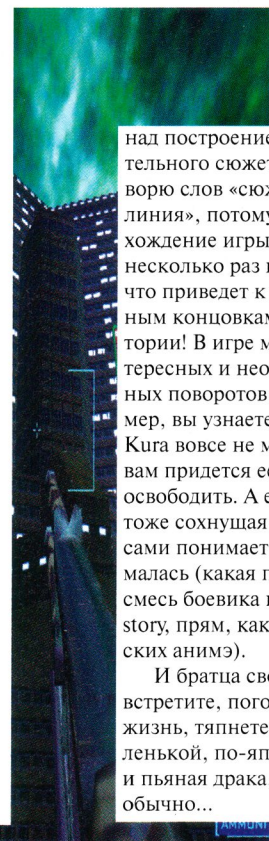 над построение
тельного сюжет
ворю слов «сюж
линия», потому
хождение игры
несколько раз
что приведет к
ным концовкам
тории! В игре м
тересных и нео
ных поворотов
мер, вы узнаете
Kura вовсе не м
вам придется ес
освободить. А е
тоже сохнущая
сами понимает
малась (какая п
смесь боевика
story, прям, как
ских анимэ).
И братца сво
встретите, пого
жизнь, тяпнете
ленькой, по-яп
и пьяная драка
обычно...
AMMUNI